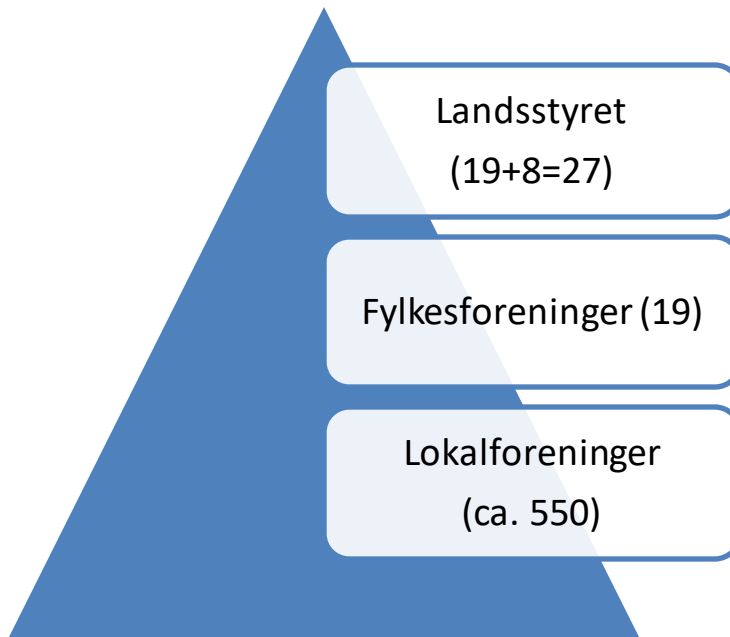 Landsstyret
(19+8=27)
Fylkesforeninger (19)
Lokalforeninger
(ca. 550)